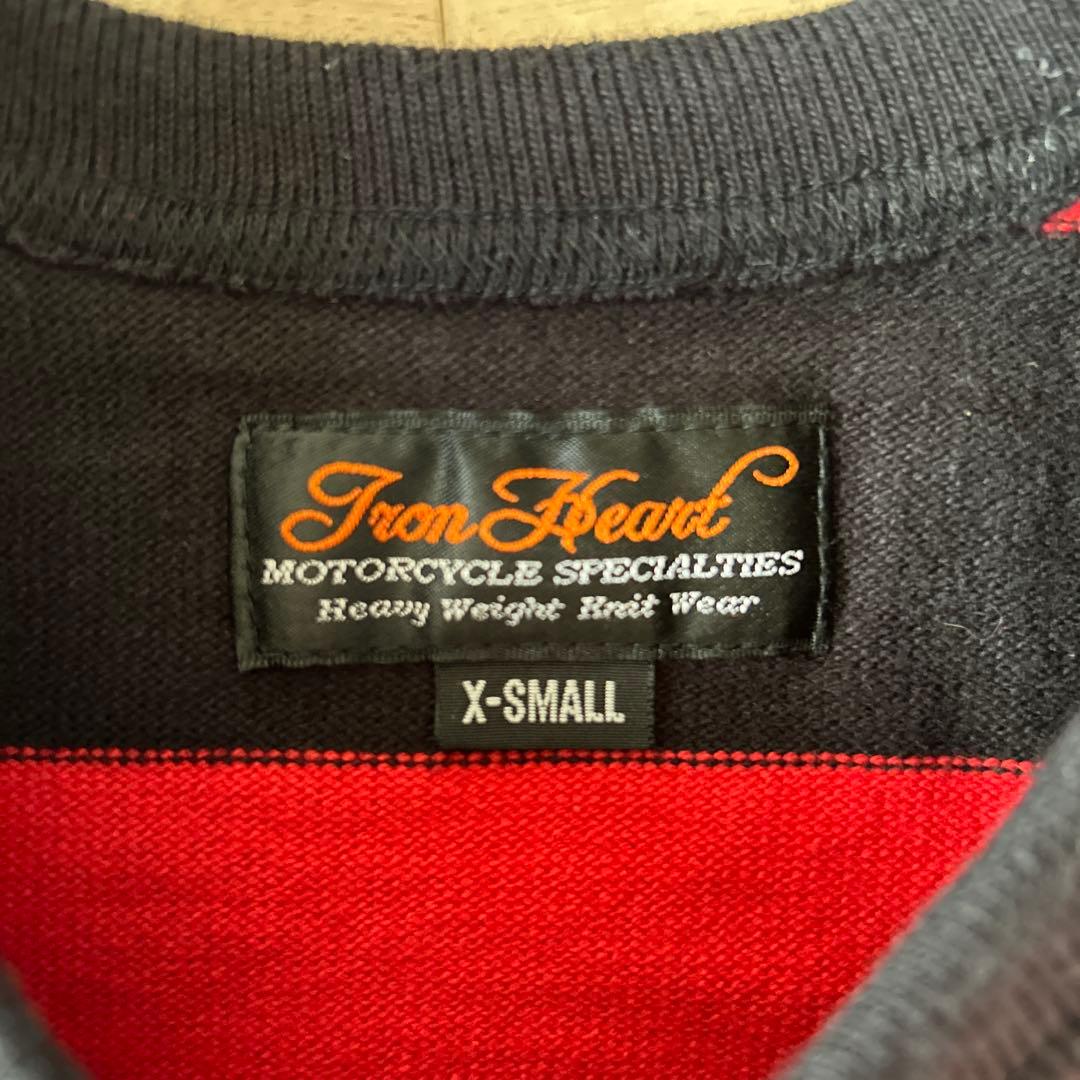 Iron Heart
MOTORCYCLE SPECIALTIES
Heavy Weight Knit Wear
X-SMALL